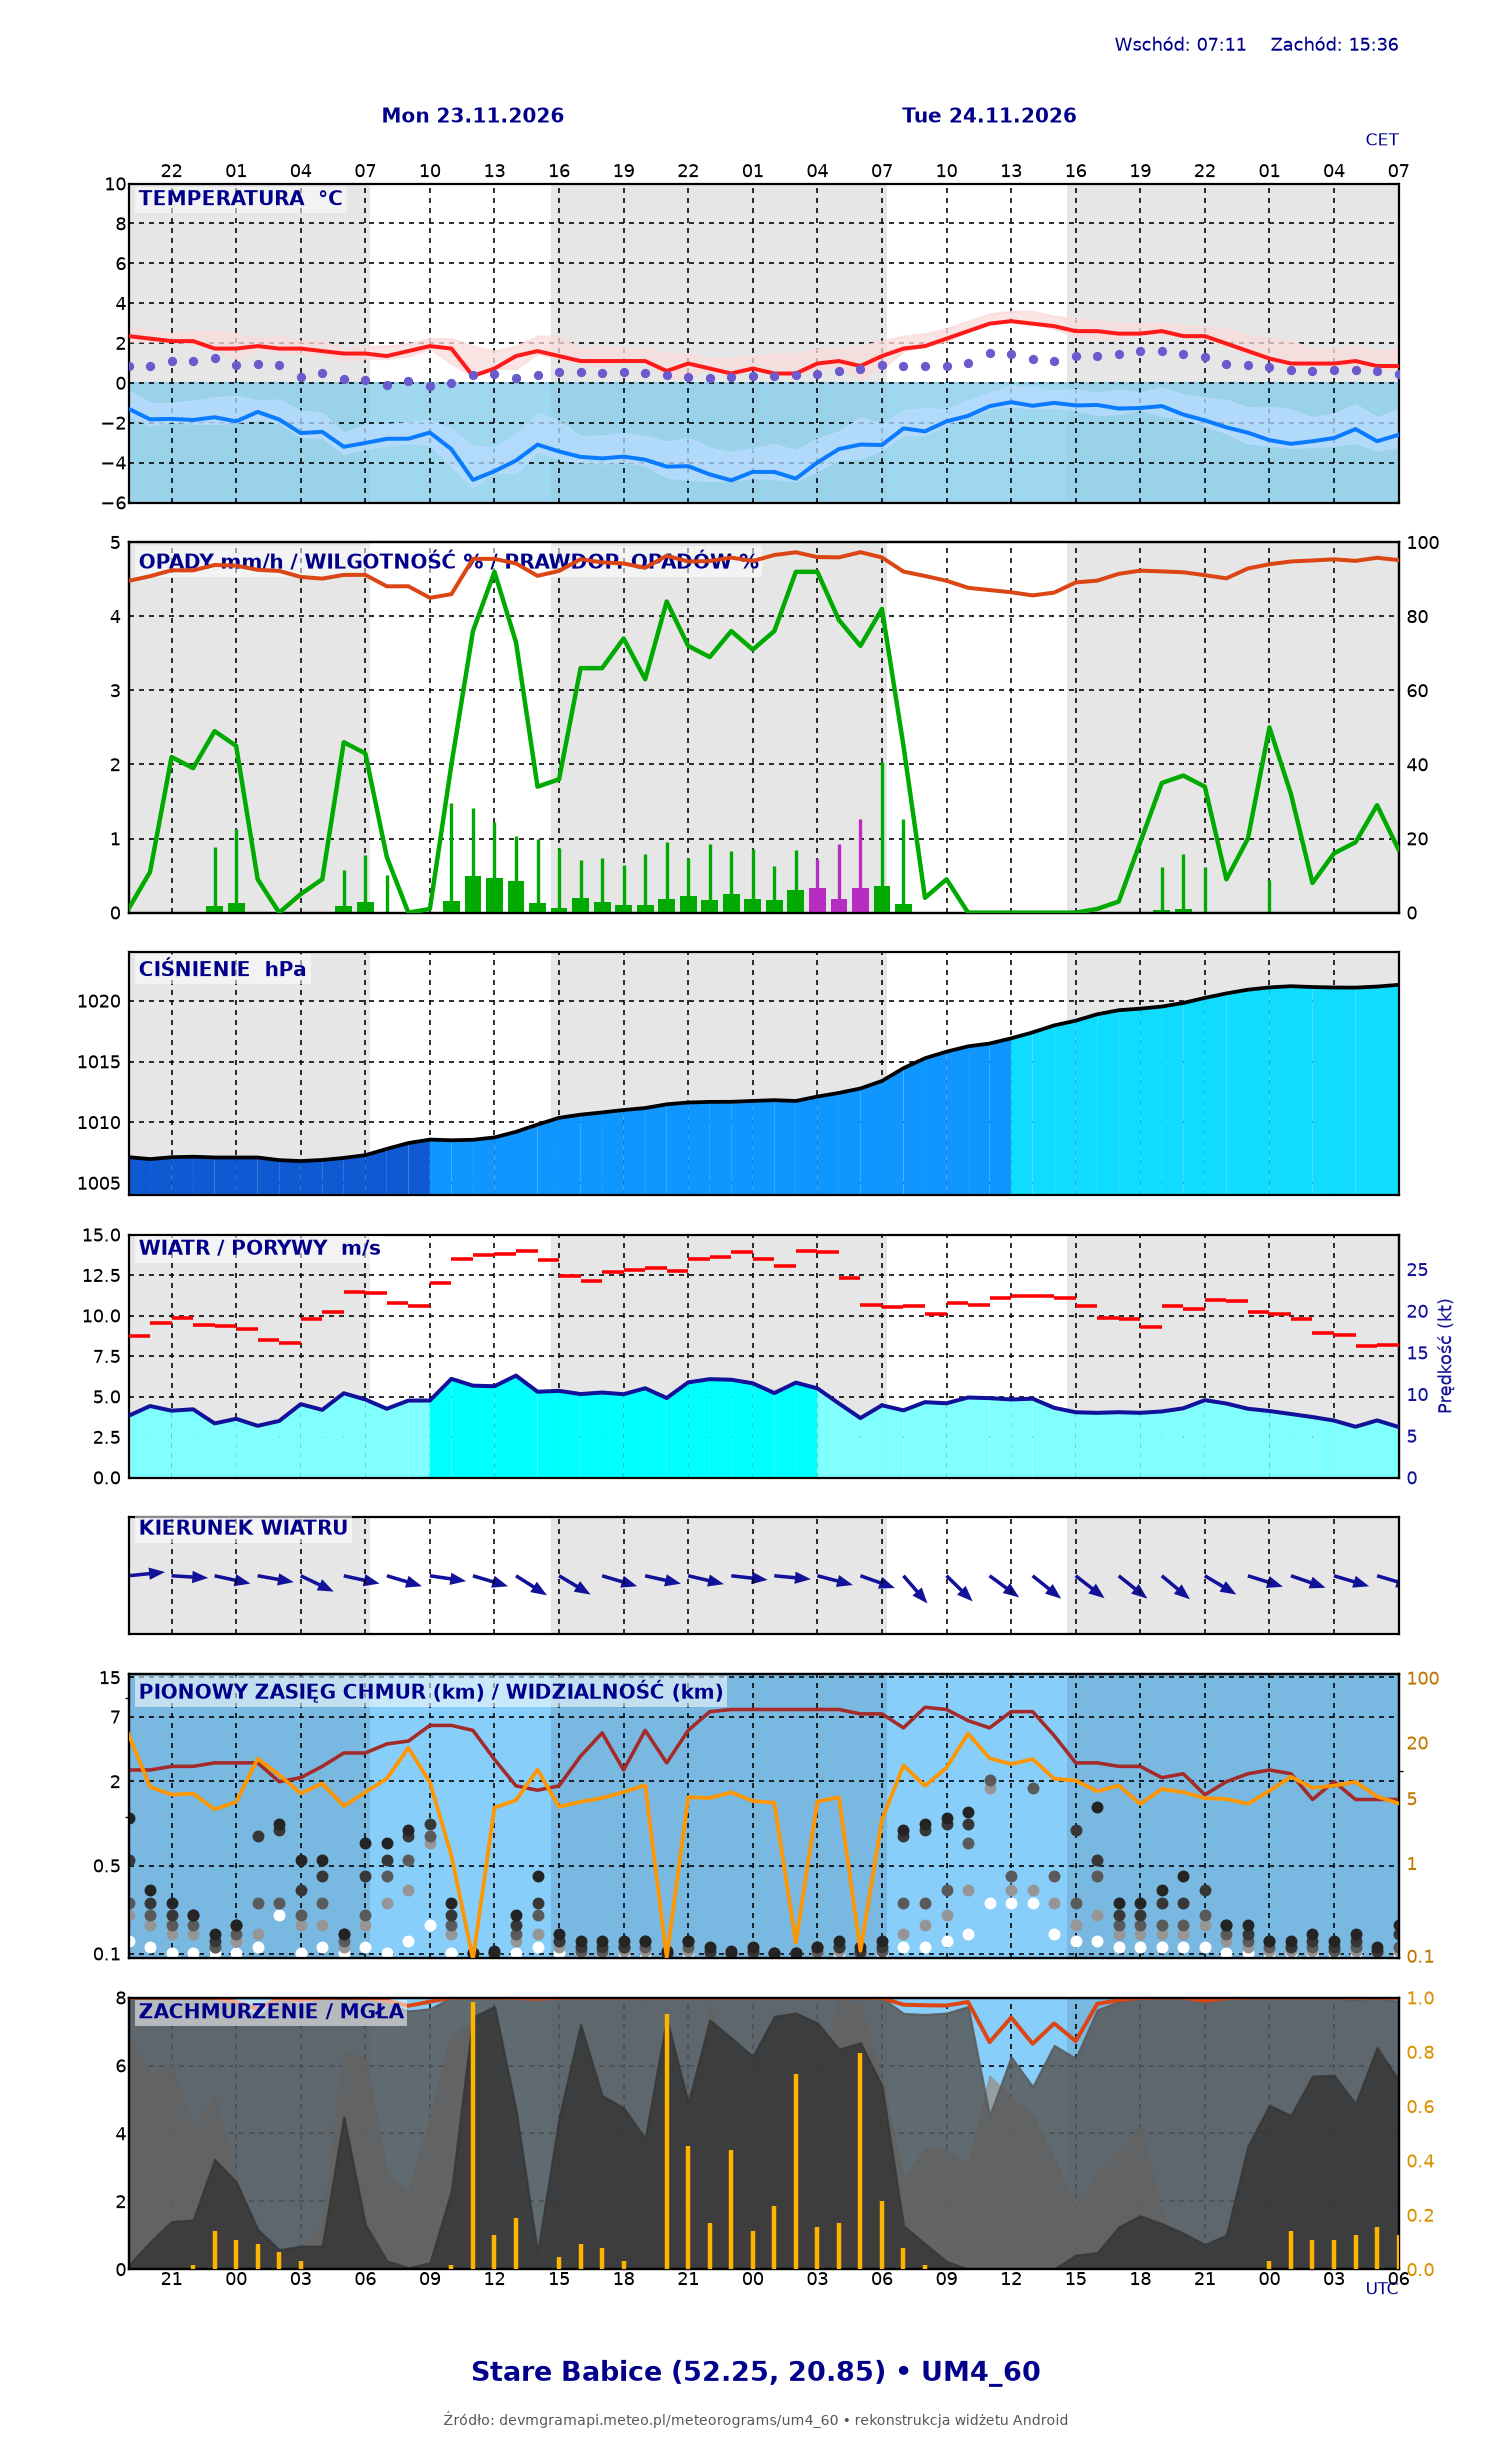 Wschód: 07:11    Zachód: 15:36
Mon 23.11.2026    Tue 24.11.2026
CET
22 01 04 07 10 13 16 19 22 01 04 07 10 13 16 19 22 01 04 07
TEMPERATURA °C
10
8
6
4
2
0
−2
−4
−6
OPADY mm/h / WILGOTNOŚĆ % / PRAWDOP. OPADÓW %
5 100
4 80
3 60
2 40
1 20
0 0
CIŚNIENIE hPa
1020
1015
1010
1005
WIATR / PORYWY m/s
15.0
12.5 25
10.0 20
7.5 15
5.0 10
2.5 5
0.0 0
Prędkość (kt)
KIERUNEK WIATRU
PIONOWY ZASIĘG CHMUR (km) / WIDZIALNOŚĆ (km)
15 100
7 20
2 5
0.5 1
0.1 0.1
ZACHMURZENIE / MGŁA
8 1.0
6 0.8
0.6
4 0.4
2 0.2
0 0.0
21 00 03 06 09 12 15 18 21 00 03 06 09 12 15 18 21 00 03 06
UTC
Stare Babice (52.25, 20.85) • UM4_60
Źródło: devmgramapi.meteo.pl/meteorograms/um4_60 • rekonstrukcja widżetu Android